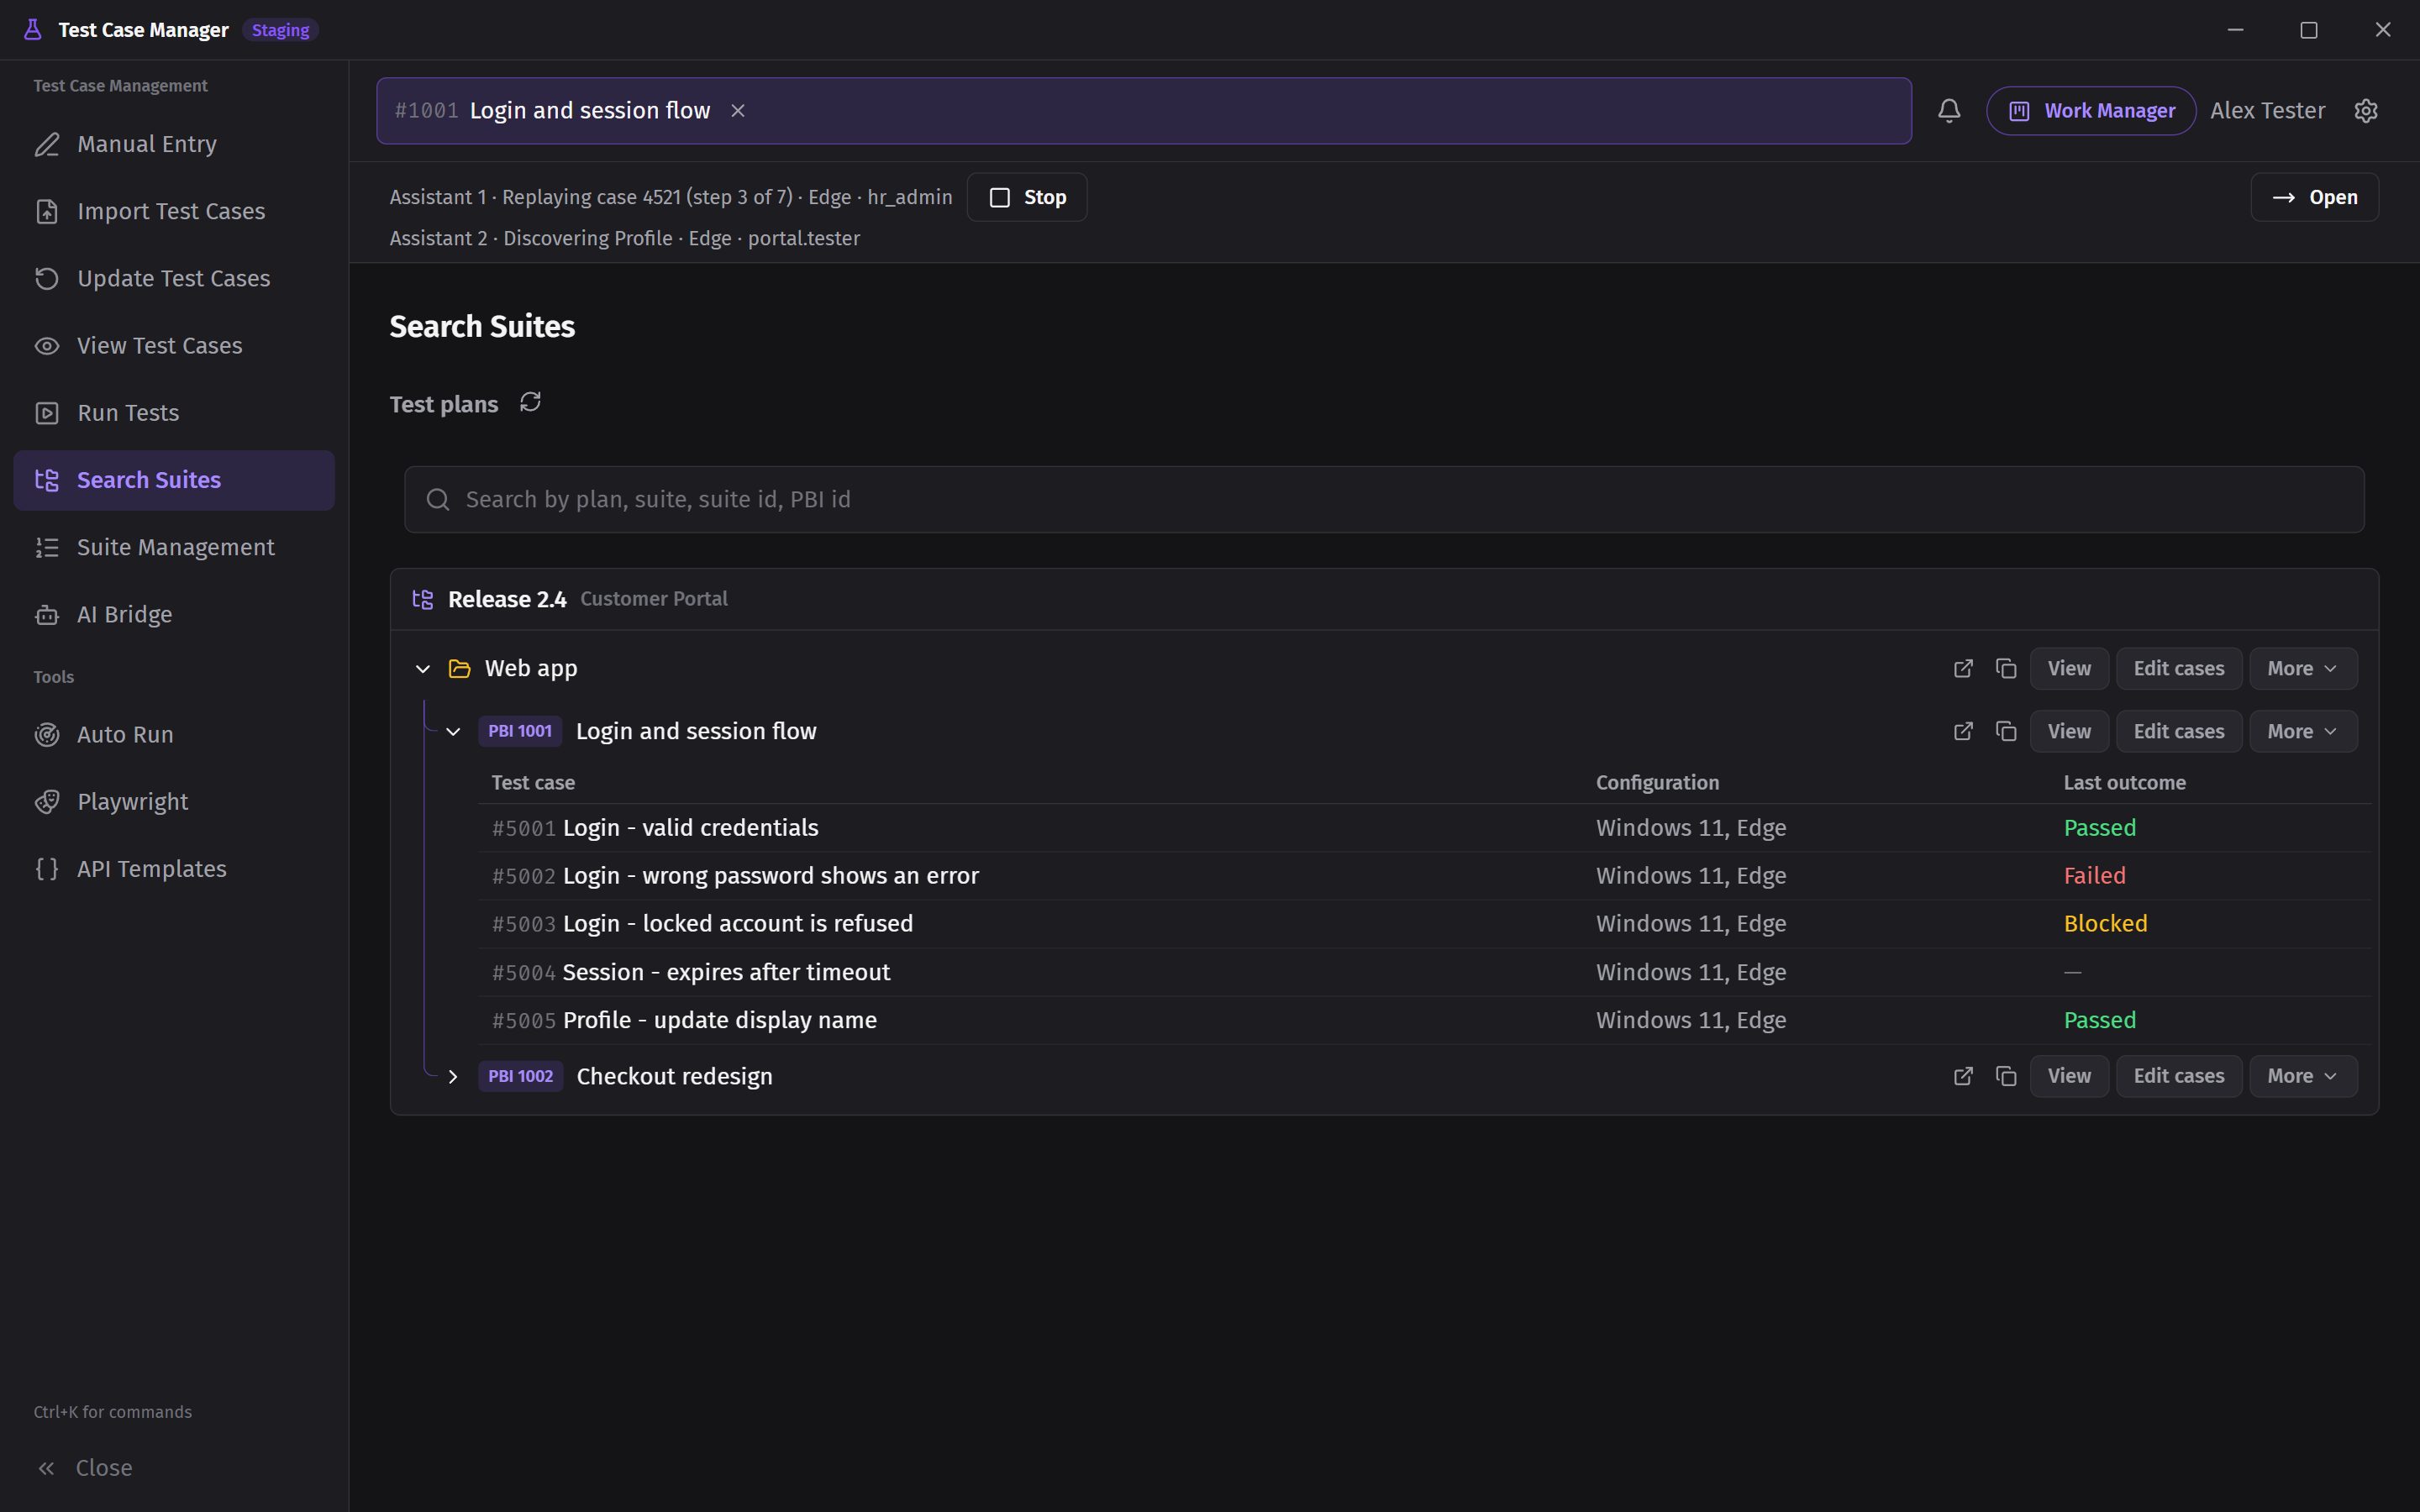 Test Case Manager Staging
Test Case Management
Manual Entry
Import Test Cases
Update Test Cases
View Test Cases
Run Tests
Search Suites
Suite Management
AI Bridge
Tools
Auto Run
Playwright
API Templates
Ctrl+K for commands
Close
#1001 Login and session flow
Work Manager
Alex Tester
Assistant 1 · Replaying case 4521 (step 3 of 7) · Edge · hr_admin Stop Open
Assistant 2 · Discovering Profile · Edge · portal.tester
Search Suites
Test plans
Search by plan, suite, suite id, PBI id
Release 2.4 Customer Portal
Web app View Edit cases More
PBI 1001 Login and session flow View Edit cases More
Test case Configuration Last outcome
#5001 Login - valid credentials Windows 11, Edge Passed
#5002 Login - wrong password shows an error Windows 11, Edge Failed
#5003 Login - locked account is refused Windows 11, Edge Blocked
#5004 Session - expires after timeout Windows 11, Edge —
#5005 Profile - update display name Windows 11, Edge Passed
PBI 1002 Checkout redesign View Edit cases More